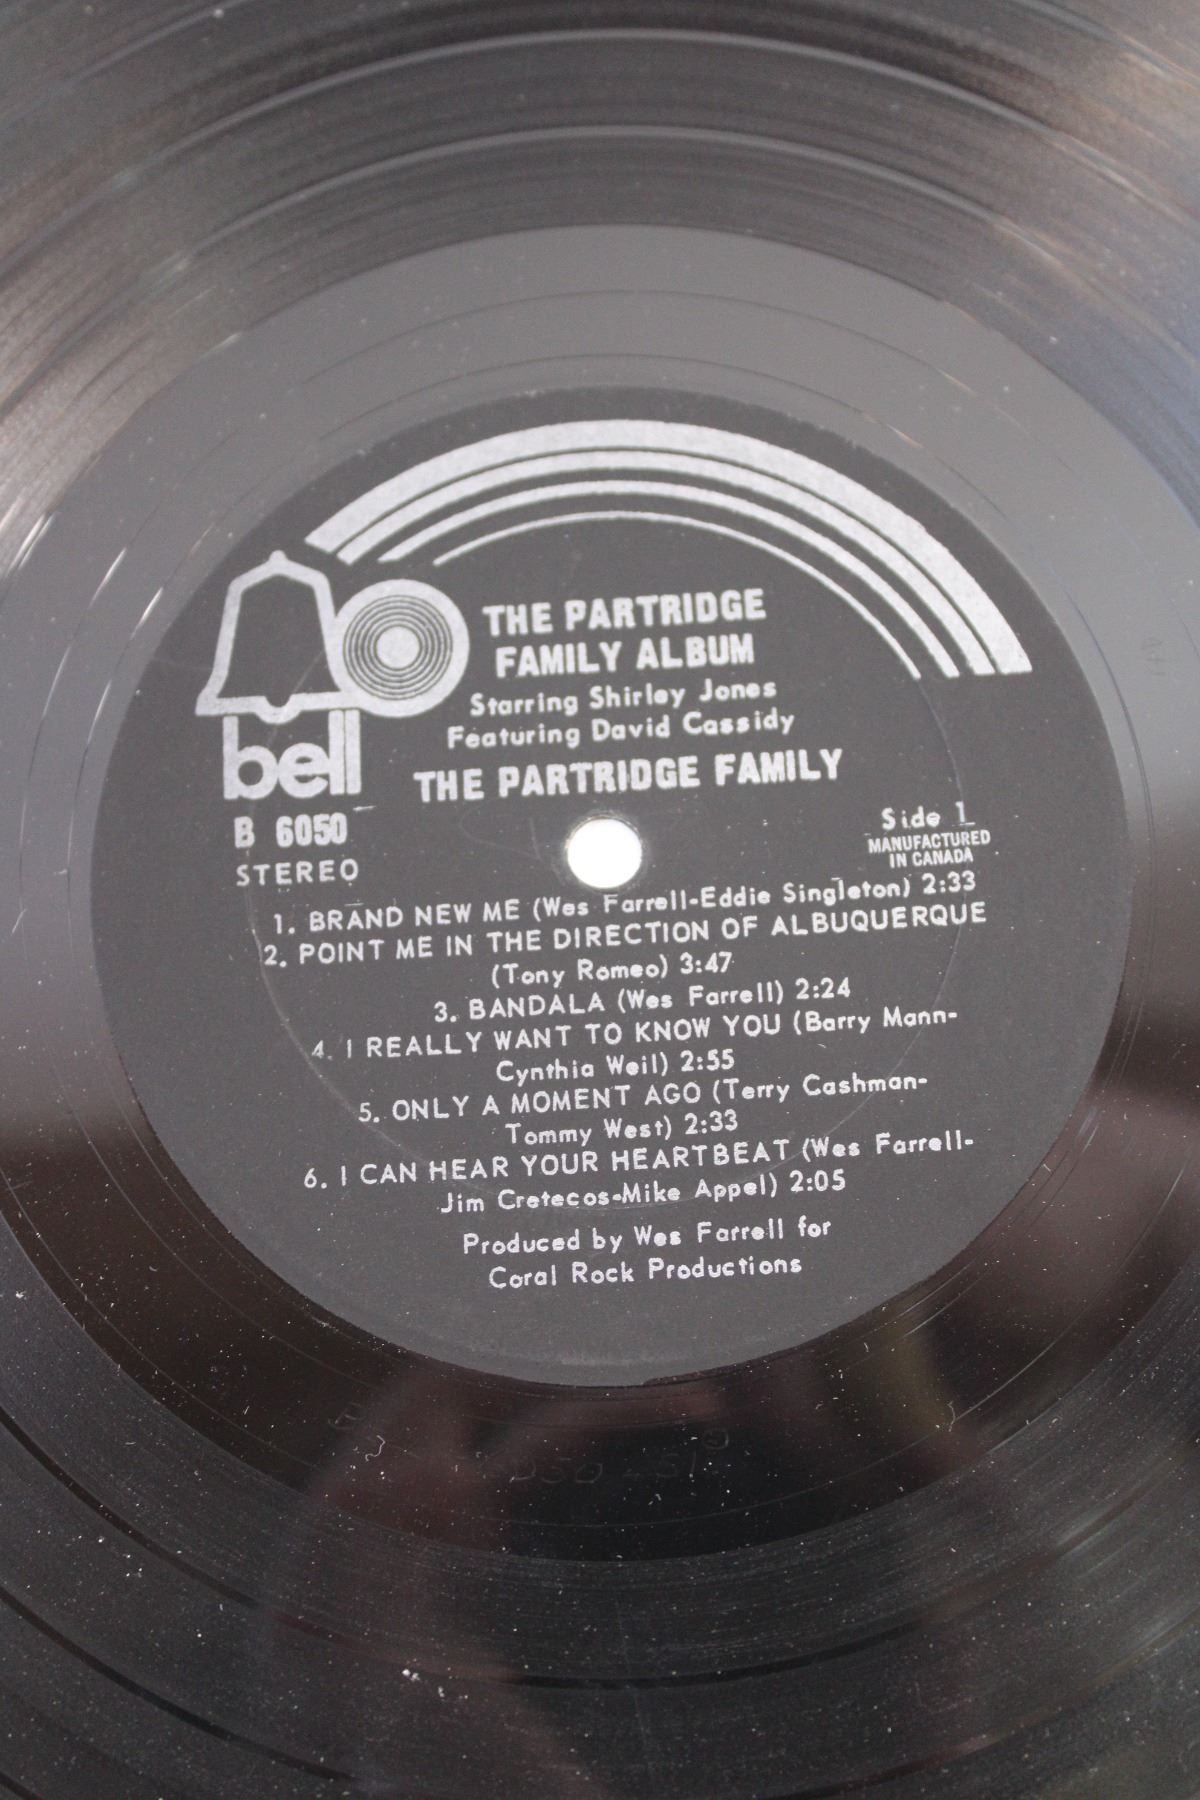 THE PARTRIDGE
FAMILY ALBUM
Starring Shirley Jones
Featuring David Cassidy
THE PARTRIDGE FAMILY
bell
B 6050
STEREO
Side 1
MANUFACTURED
IN CANADA
1. BRAND NEW ME (Wes Farrell-Eddie Singleton) 2:33
2. POINT ME IN THE DIRECTION OF ALBUQUERQUE
(Tony Romeo) 3:47
3. BANDALA (Wes Farrell) 2:24
4. I REALLY WANT TO KNOW YOU (Barry Mann-
Cynthia Weil) 2:55
5. ONLY A MOMENT AGO (Terry Cashman-
Tommy West) 2:33
6. I CAN HEAR YOUR HEARTBEAT (Wes Farrell-
Jim Cretecos-Mike Appel) 2:05
Produced by Wes Farrell for
Coral Rock Productions